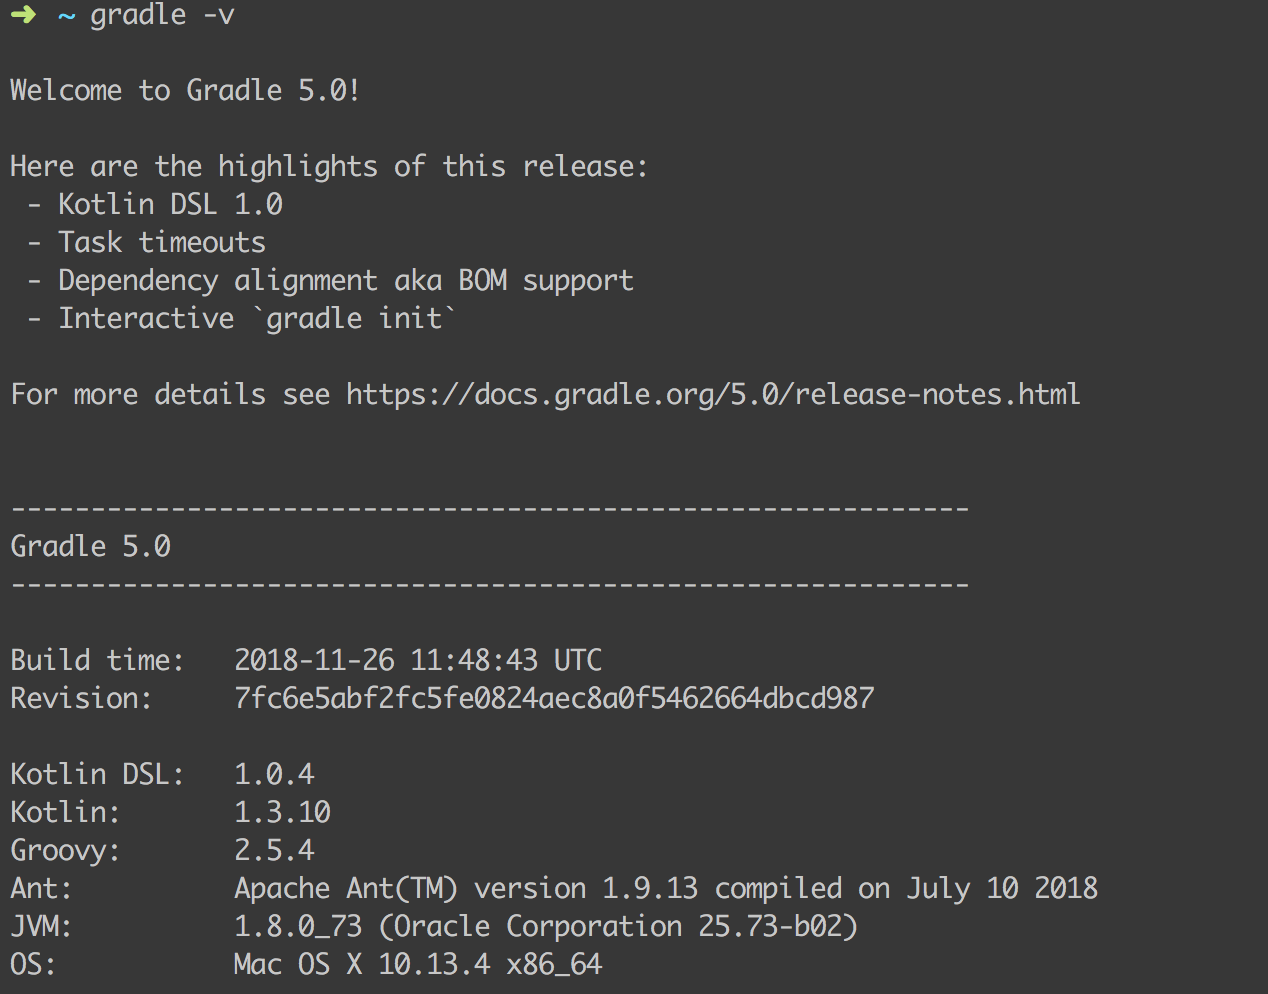 ➜ ~ gradle -v
Welcome to Gradle 5.0!
Here are the highlights of this release:
- Kotlin DSL 1.0
- Task timeouts
- Dependency alignment aka BOM support
- Interactive `gradle init`
For more details see https://docs.gradle.org/5.0/release-notes.html
------------------------------------------------------------
Gradle 5.0
------------------------------------------------------------
Build time:   2018-11-26 11:48:43 UTC
Revision:     7fc6e5abf2fc5fe0824aec8a0f5462664dbcd987
Kotlin DSL:   1.0.4
Kotlin:       1.3.10
Groovy:       2.5.4
Ant:          Apache Ant(TM) version 1.9.13 compiled on July 10 2018
JVM:          1.8.0_73 (Oracle Corporation 25.73-b02)
OS:           Mac OS X 10.13.4 x86_64